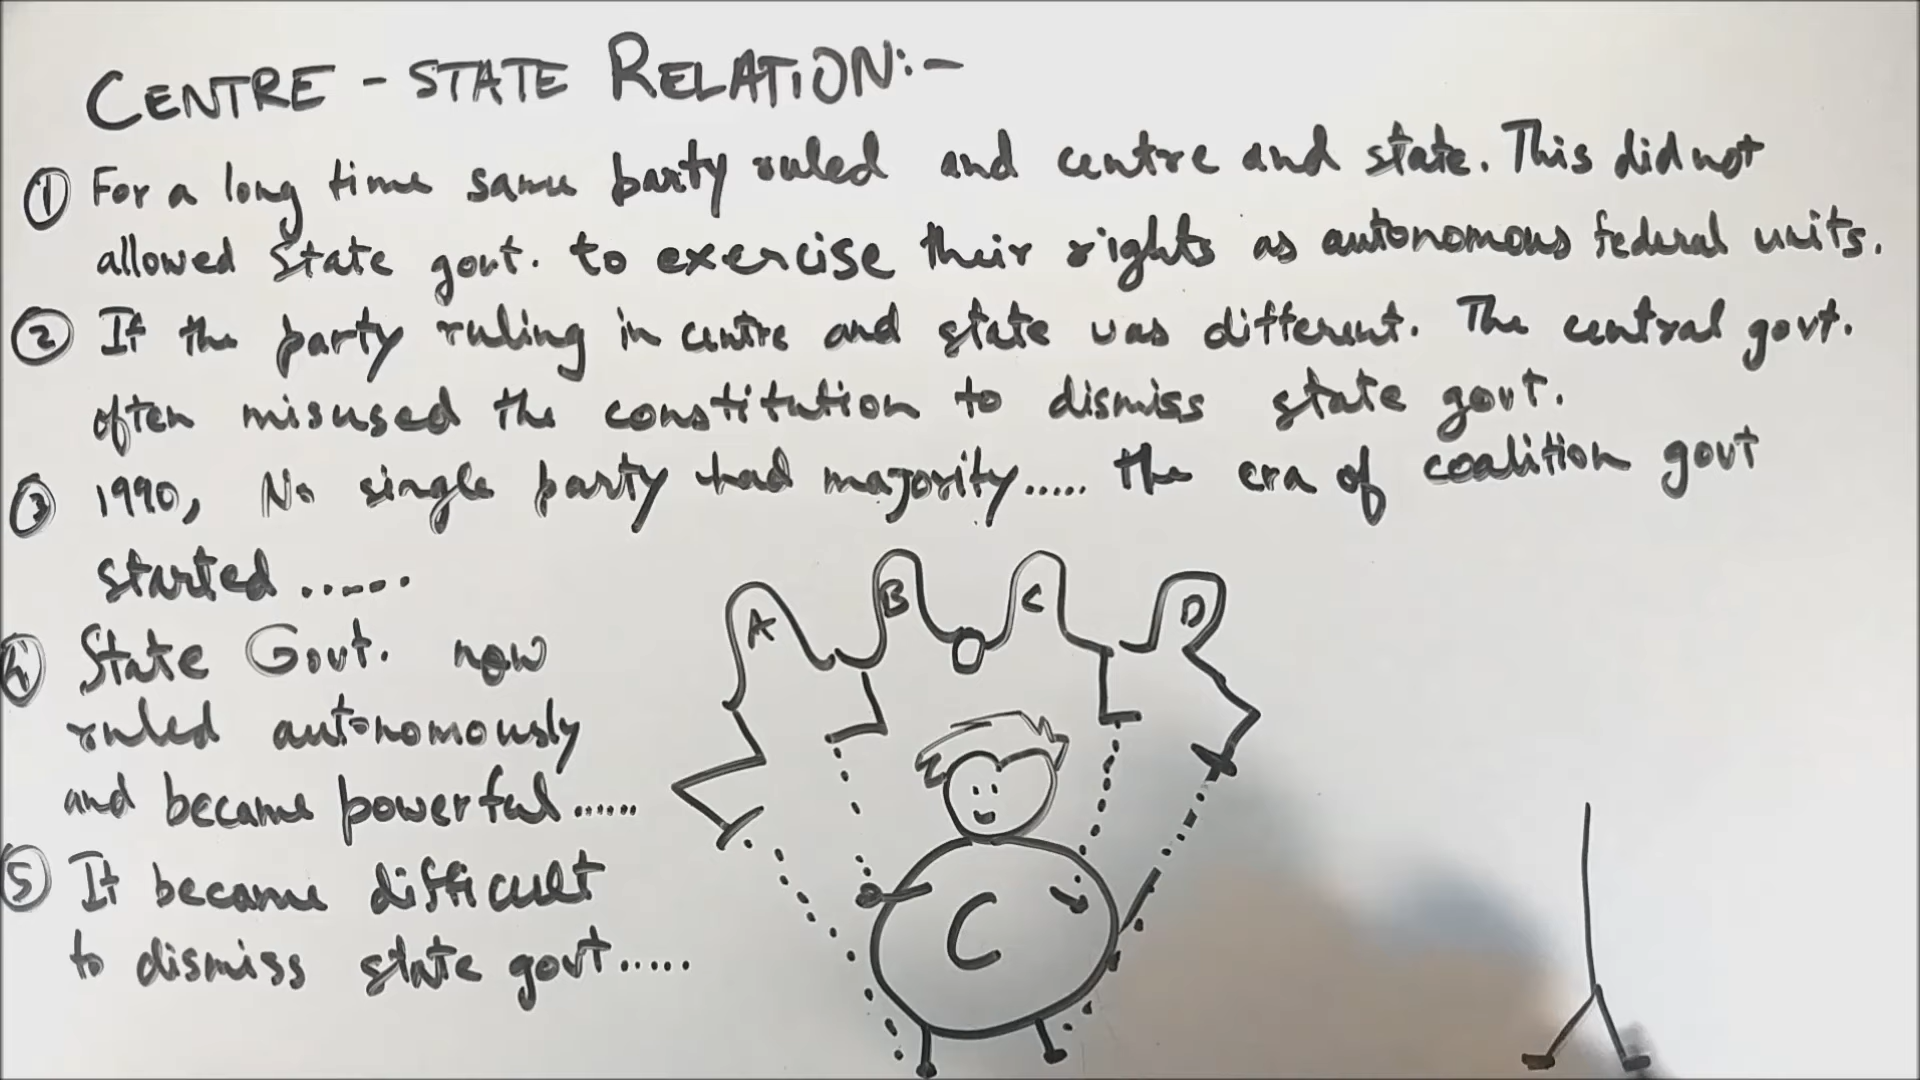 CENTRE - STATE RELATION:-
① For a long time same party ruled and centre and state. This did not
allowed state govt. to exercise their rights as autonomous federal units.
② If the party ruling in centre and state was different. The central govt.
often misused the constitution to dismiss state govt.
③ 1990, No single party had majority..... the era of coalition govt
started ......
A B C D
④ State Govt. now
ruled autonomously
and became powerful ......
⑤ It became difficult
to dismiss state govt.....
C